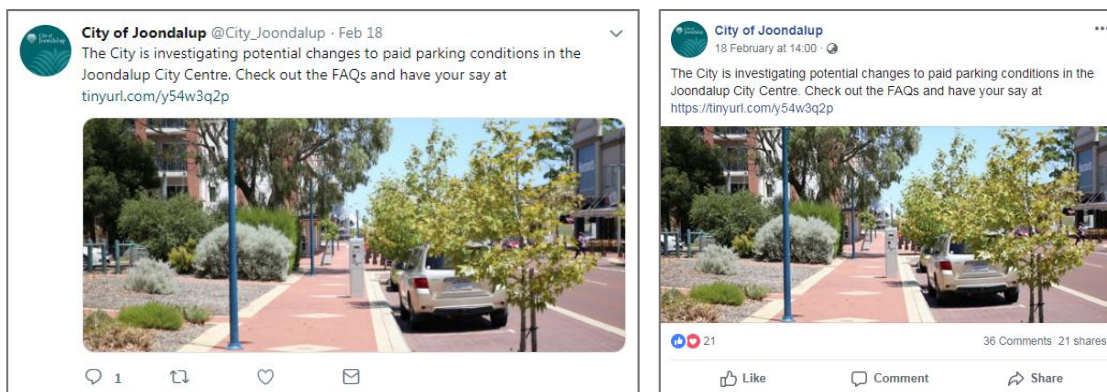 City of Joondalup @City_Joondalup · Feb 18
The City is investigating potential changes to paid parking conditions in the
Joondalup City Centre. Check out the FAQs and have your say at
tinyurl.com/y54w3q2p
1
City of Joondalup
18 February at 14:00 ·
The City is investigating potential changes to paid parking conditions in the
Joondalup City Centre. Check out the FAQs and have your say at
https://tinyurl.com/y54w3q2p
21
36 Comments 21 shares
Like Comment Share